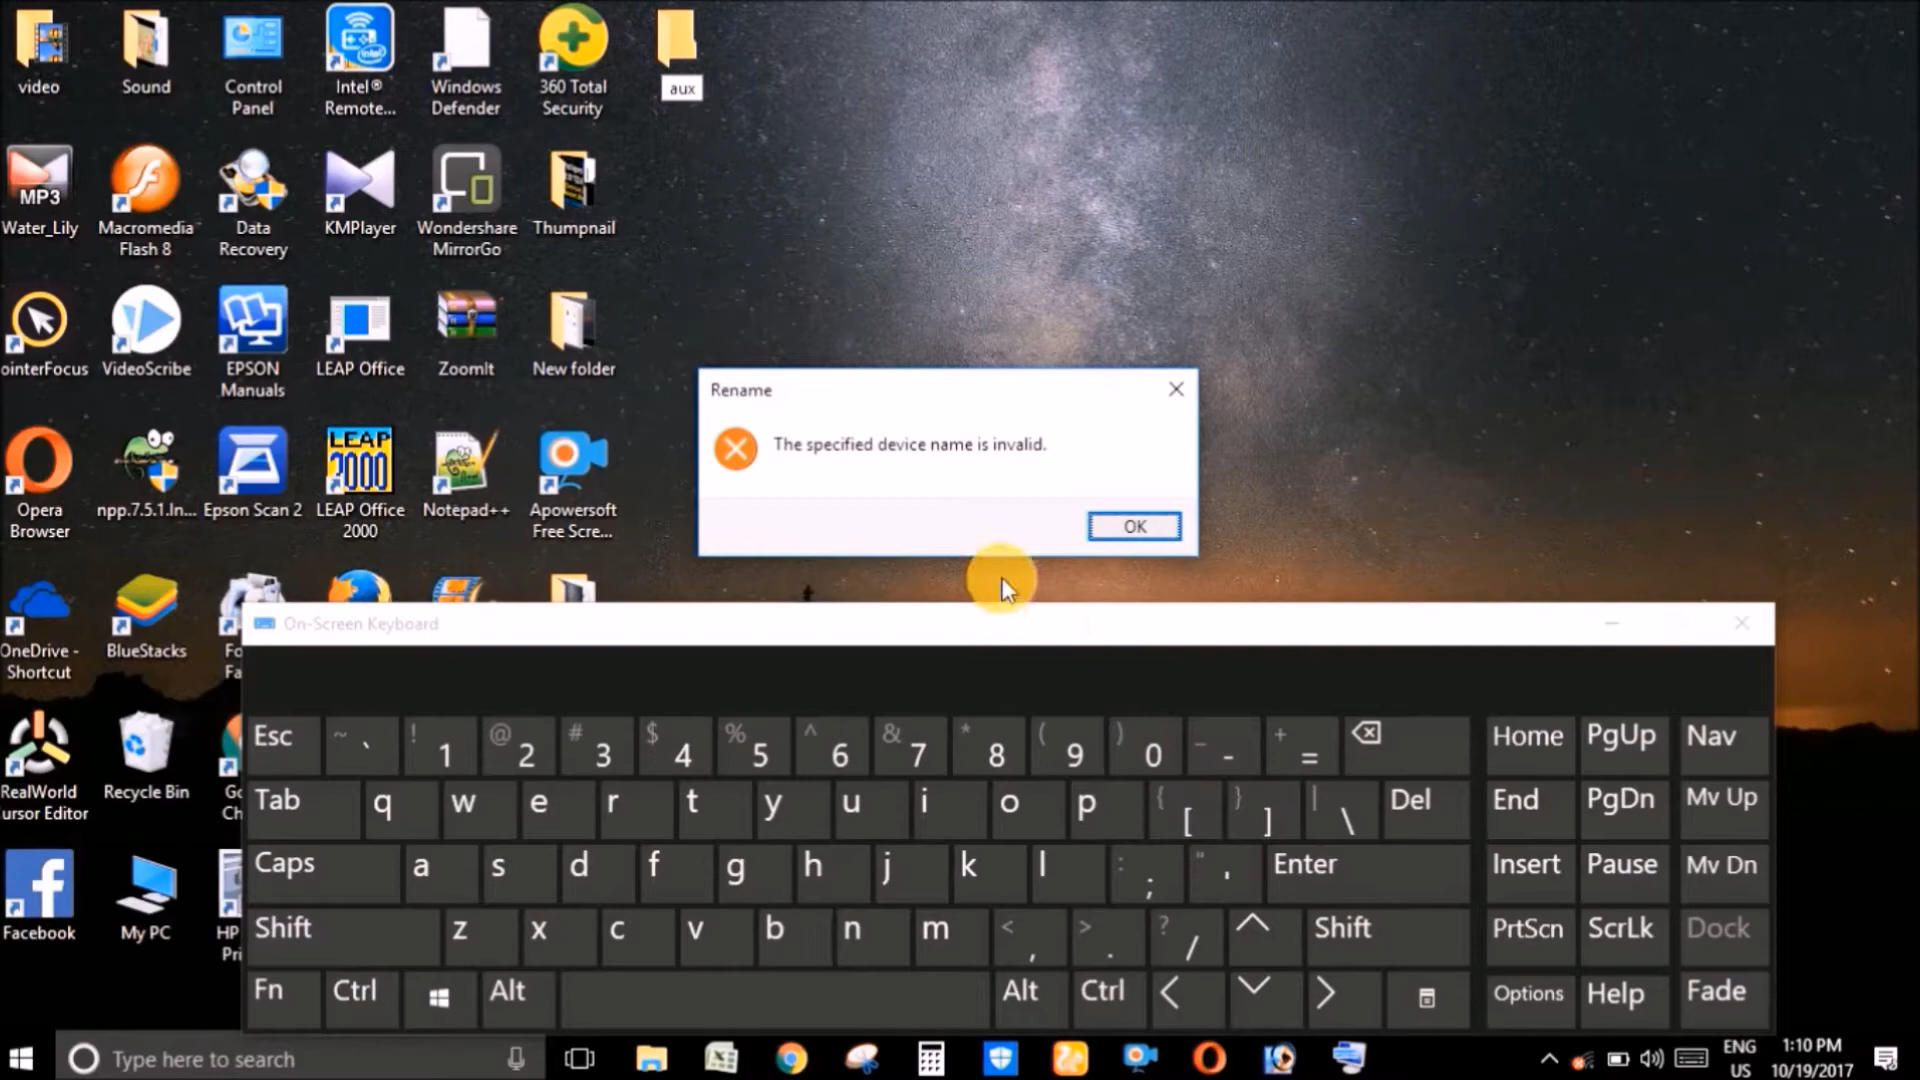 video
Sound
Control
Panel
Intel®
Remote...
Windows
Defender
360 Total
Security
aux
MP3
Water_Lily
Macromedia
Flash 8
Data
Recovery
KMPlayer
Wondershare
MirrorGo
Thumpnail
ointerFocus
VideoScribe
EPSON
Manuals
LEAP Office
ZoomIt
New folder
Rename
The specified device name is invalid.
OK
Opera
Browser
npp.7.5.1.In...
Epson Scan 2
LEAP
2000
LEAP Office
2000
Notepad++
Apowersoft
Free Scre...
OneDrive -
Shortcut
BlueStacks
Fo
Fa
On-Screen Keyboard
RealWorld
ursor Editor
Recycle Bin
Go
Ch
Facebook
My PC
HP
Pri
Esc ~ ` ! 1 @ 2 # 3 $ 4 % 5 ^ 6 & 7 * 8 ( 9 ) 0 _ - + = Home PgUp Nav
Tab q w e r t y u i o p { [ } ] | \ Del End PgDn Mv Up
Caps a s d f g h j k l : ; " ' Enter Insert Pause Mv Dn
Shift z x c v b n m < , > . ? / Shift PrtScn ScrLk Dock
Fn Ctrl Alt Alt Ctrl Options Help Fade
Type here to search
ENG
US
1:10 PM
10/19/2017